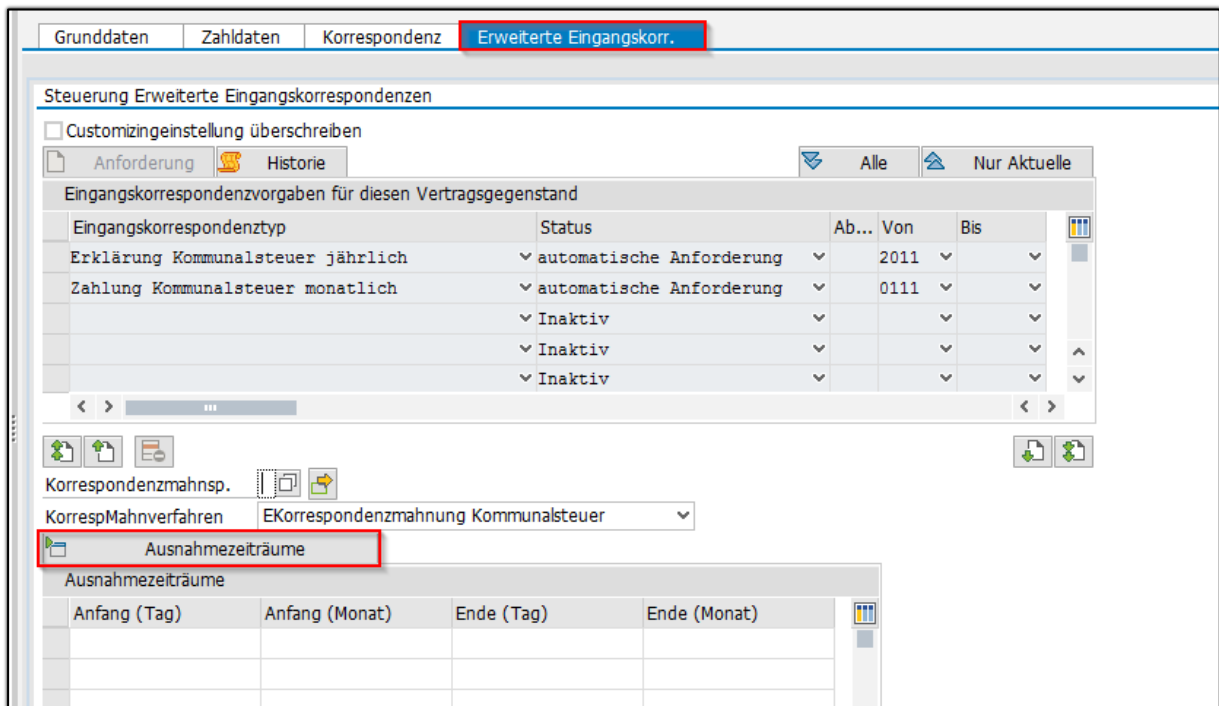 Grunddaten Zahldaten Korrespondenz Erweiterte Eingangskorr.
Steuerung Erweiterte Eingangskorrespondenzen
Customizingeinstellung überschreiben
Anforderung Historie Alle Nur Aktuelle
Eingangskorrespondenzvorgaben für diesen Vertragsgegenstand
Eingangskorrespondenztyp Status Ab... Von Bis
Erklärung Kommunalsteuer jährlich automatische Anforderung 2011
Zahlung Kommunalsteuer monatlich automatische Anforderung 0111
Inaktiv
Inaktiv
Inaktiv
Korrespondenzmahnsp.
KorrespMahnverfahren EKorrespondenzmahnung Kommunalsteuer
Ausnahmezeiträume
Ausnahmezeiträume
Anfang (Tag) Anfang (Monat) Ende (Tag) Ende (Monat)